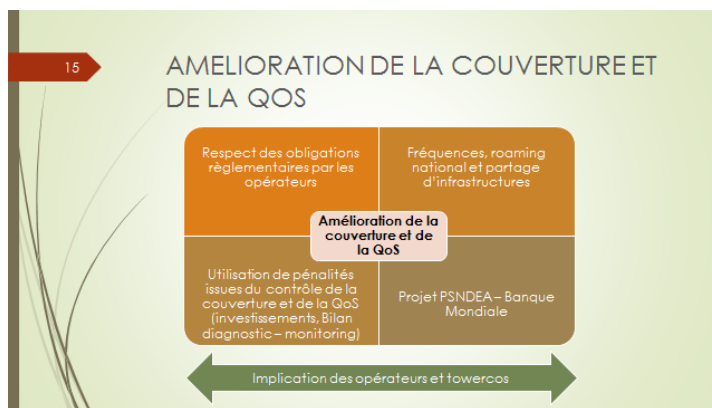 15
AMELIORATION DE LA COUVERTURE ET
DE LA QOS
Respect des obligations
règlementaires par les
opérateurs
Fréquences, roaming
national et partage
d'infrastructures
Amélioration de la
couverture et de
la QoS
Utilisation de pénalités
issues du contrôle de la
couverture et de la QoS
(investissements, Bilan
diagnostic – monitoring)
Projet PSNDEA – Banque
Mondiale
Implication des opérateurs et towercos